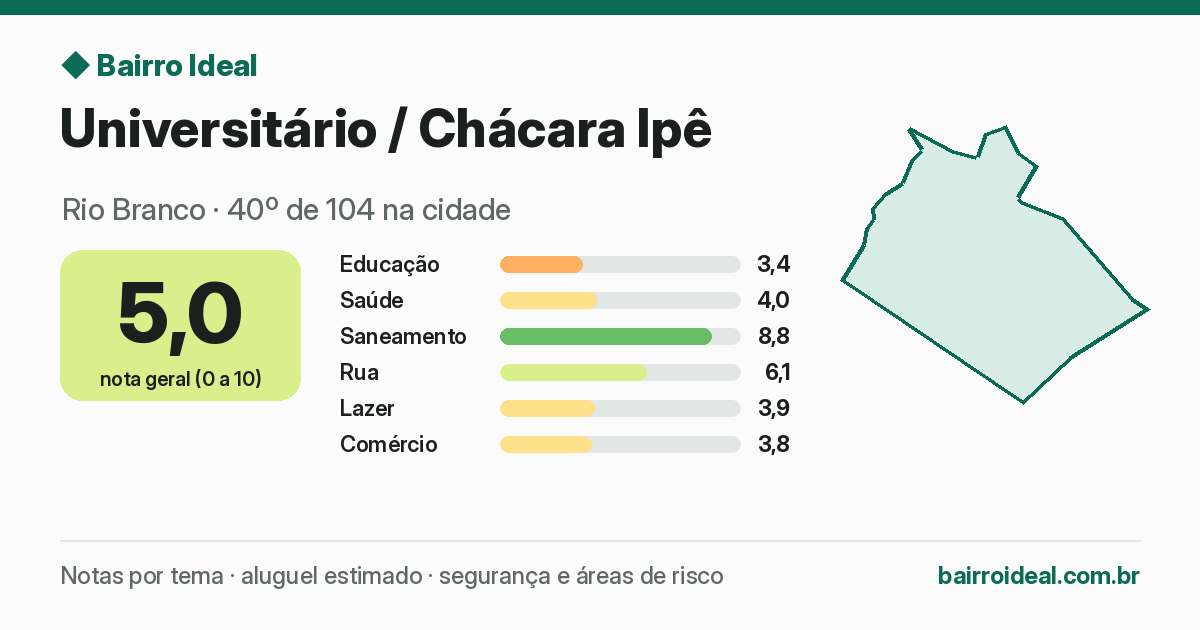 Bairro Ideal
Universitário / Chácara Ipê
Rio Branco · 40º de 104 na cidade
5,0
nota geral (0 a 10)
Educação 3,4
Saúde 4,0
Saneamento 8,8
Rua 6,1
Lazer 3,9
Comércio 3,8
Notas por tema · aluguel estimado · segurança e áreas de risco
bairroideal.com.br